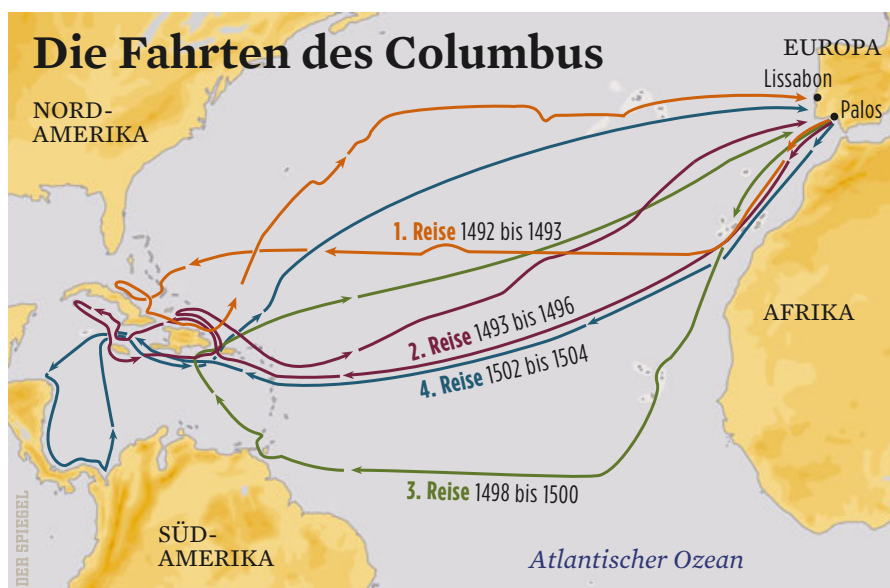 Die Fahrten des Columbus
EUROPA
Lissabon
Palos
NORD-
AMERIKA
1. Reise 1492 bis 1493
AFRIKA
2. Reise 1493 bis 1496
4. Reise 1502 bis 1504
3. Reise 1498 bis 1500
SÜD-
AMERIKA
Atlantischer Ozean
DER SPIEGEL